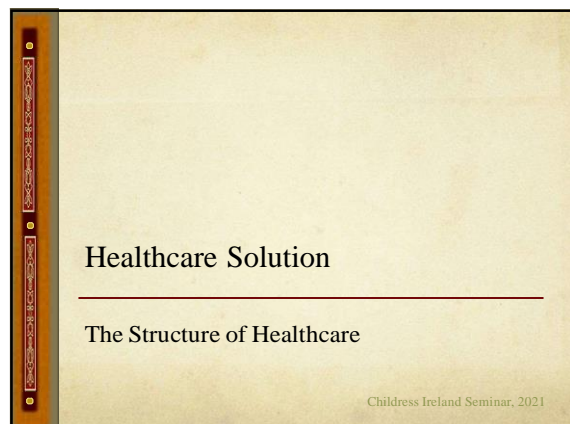 Healthcare Solution
The Structure of Healthcare
Childress Ireland Seminar, 2021